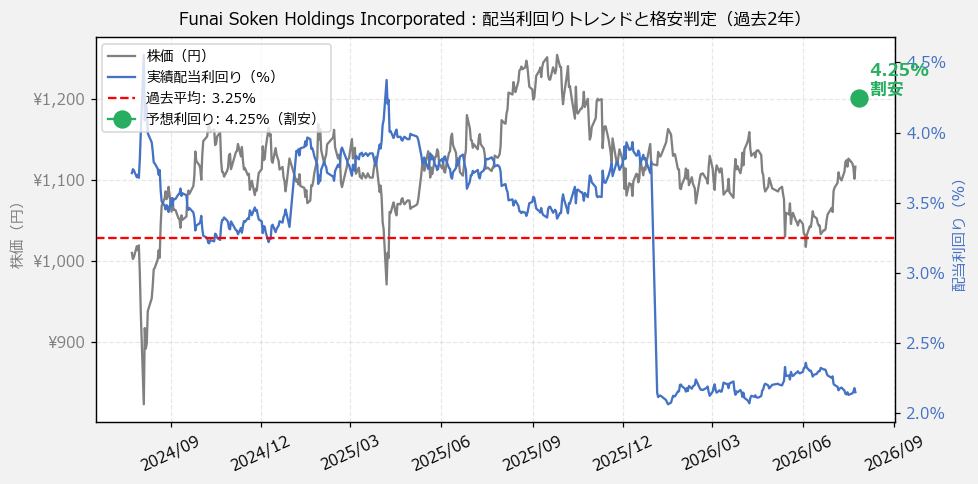 Funai Soken Holdings Incorporated：配当利回りトレンドと格安判定（過去2年）
株価（円）
実績配当利回り（%）
過去平均: 3.25%
予想利回り: 4.25%（割安）
4.25%
割安
¥1,200
¥1,100
¥1,000
¥900
株価（円）
4.5%
4.0%
3.5%
3.0%
2.5%
2.0%
配当利回り（%）
2024/09
2024/12
2025/03
2025/06
2025/09
2025/12
2026/03
2026/06
2026/09